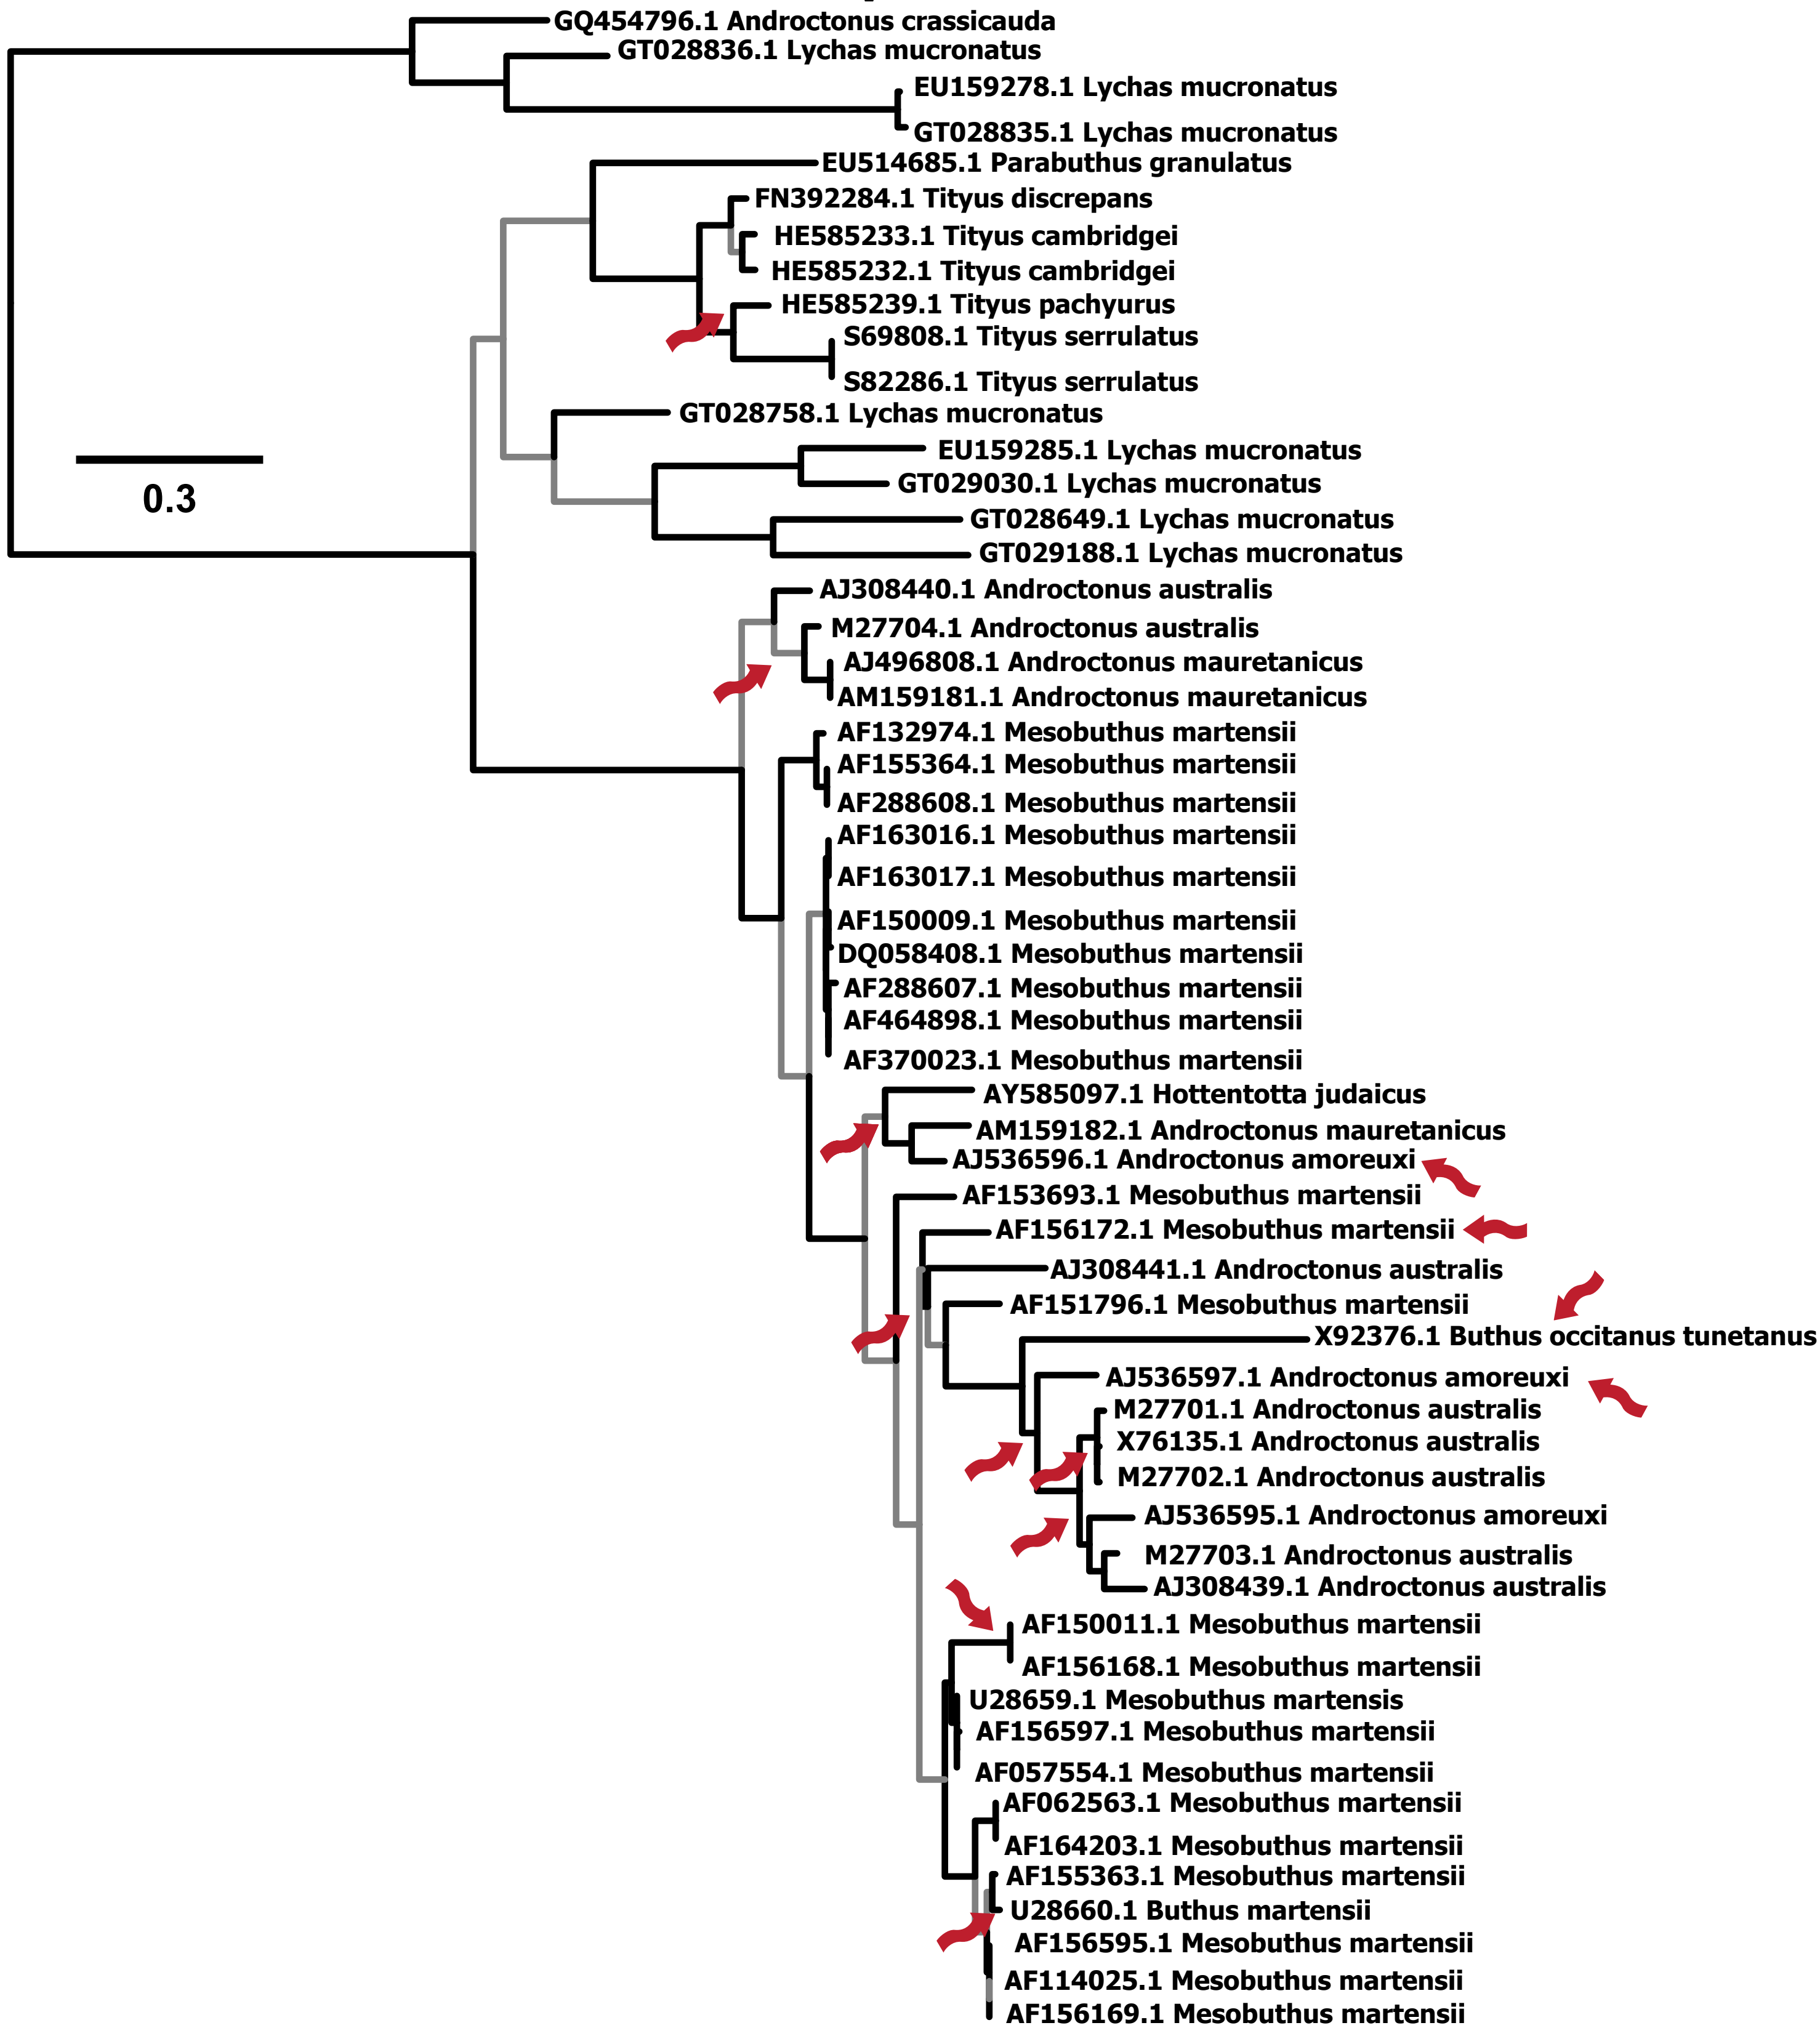 GQ454796.1 Androctonus crassicauda
GT028836.1 Lychas mucronatus
EU159278.1 Lychas mucronatus
GT028835.1 Lychas mucronatus
EU514685.1 Parabuthus granulatus
FN392284.1 Tityus discrepans
HE585233.1 Tityus cambridgei
HE585232.1 Tityus cambridgei
HE585239.1 Tityus pachyurus
S69808.1 Tityus serrulatus
S82286.1 Tityus serrulatus
GT028758.1 Lychas mucronatus
EU159285.1 Lychas mucronatus
0.3
GT029030.1 Lychas mucronatus
GT028649.1 Lychas mucronatus
GT029188.1 Lychas mucronatus
AJ308440.1 Androctonus australis
M27704.1 Androctonus australis
AJ496808.1 Androctonus mauretanicus
AM159181.1 Androctonus mauretanicus
AF132974.1 Mesobuthus martensii
AF155364.1 Mesobuthus martensii
AF288608.1 Mesobuthus martensii
AF163016.1 Mesobuthus martensii
AF163017.1 Mesobuthus martensii
AF150009.1 Mesobuthus martensii
DQ058408.1 Mesobuthus martensii
AF288607.1 Mesobuthus martensii
AF464898.1 Mesobuthus martensii
AF370023.1 Mesobuthus martensii
AY585097.1 Hottentotta judaicus
AM159182.1 Androctonus mauretanicus
AJ536596.1 Androctonus amoreuxi
AF153693.1 Mesobuthus martensii
AF156172.1 Mesobuthus martensii
AJ308441.1 Androctonus australis
AF151796.1 Mesobuthus martensii
X92376.1 Buthus occitanus tunetanus
AJ536597.1 Androctonus amoreuxi
M27701.1 Androctonus australis
X76135.1 Androctonus australis
M27702.1 Androctonus australis
AJ536595.1 Androctonus amoreuxi
M27703.1 Androctonus australis
AJ308439.1 Androctonus australis
AF150011.1 Mesobuthus martensii
AF156168.1 Mesobuthus martensii
U28659.1 Mesobuthus martensis
AF156597.1 Mesobuthus martensii
AF057554.1 Mesobuthus martensii
AF062563.1 Mesobuthus martensii
AF164203.1 Mesobuthus martensii
AF155363.1 Mesobuthus martensii
U28660.1 Buthus martensii
AF156595.1 Mesobuthus martensii
AF114025.1 Mesobuthus martensii
AF156169.1 Mesobuthus martensii